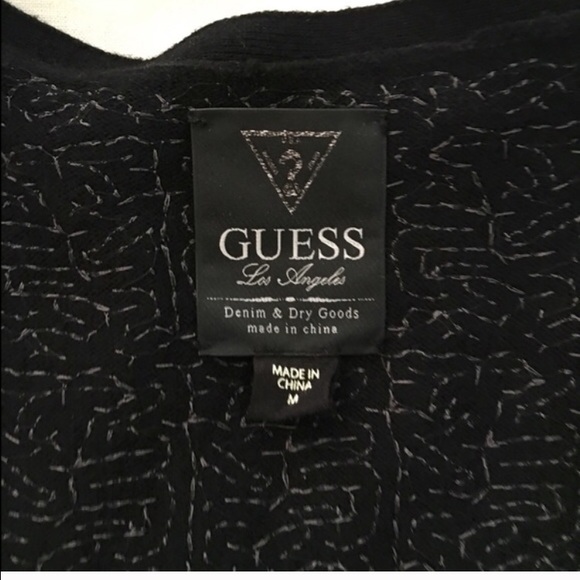 ?
GUESS
Los Angeles
Denim & Dry Goods
made in china
MADE IN
CHINA
M